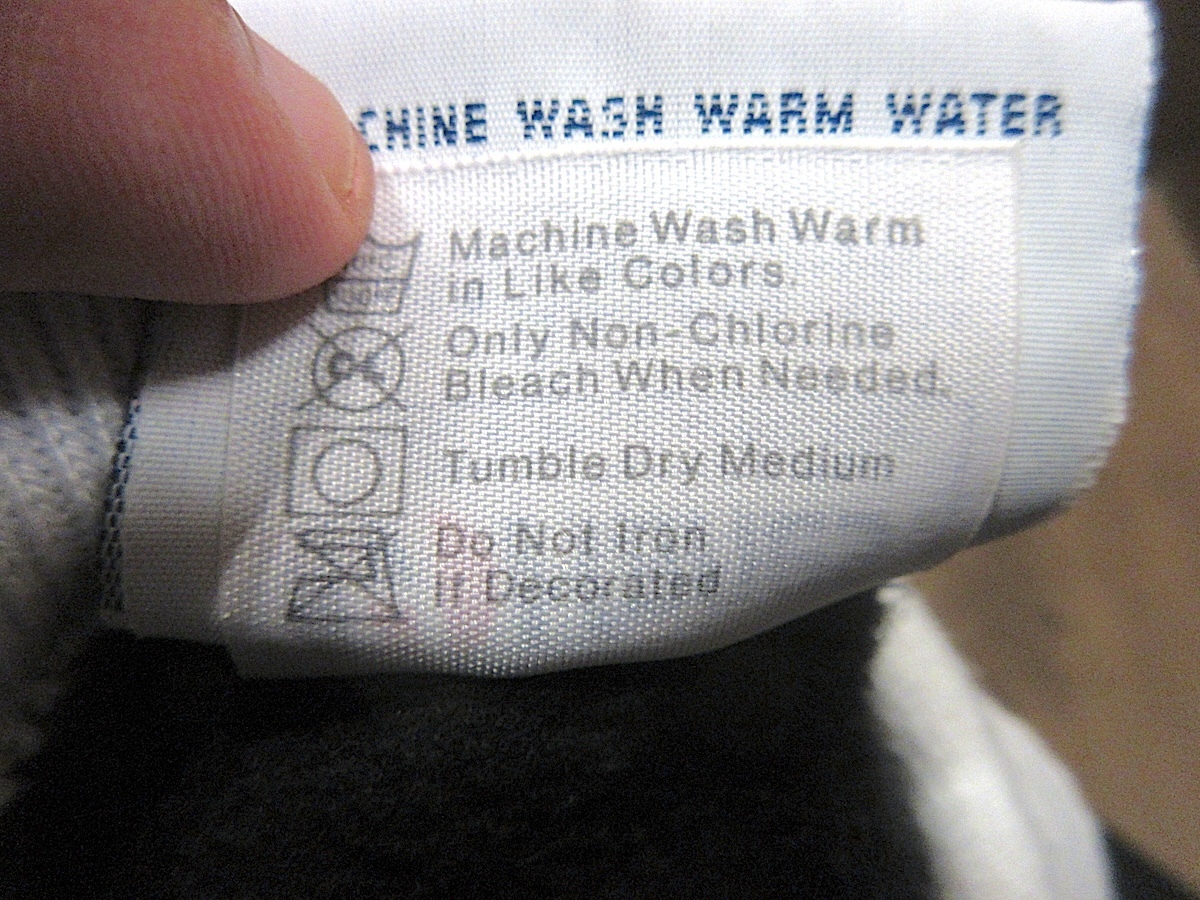 CHINE WASH WARM WATER
Machine Wash Warm
in Like Colors.
Only Non-Chlorine
Bleach When Needed.
Tumble Dry Medium
Do Not Iron
If Decorated